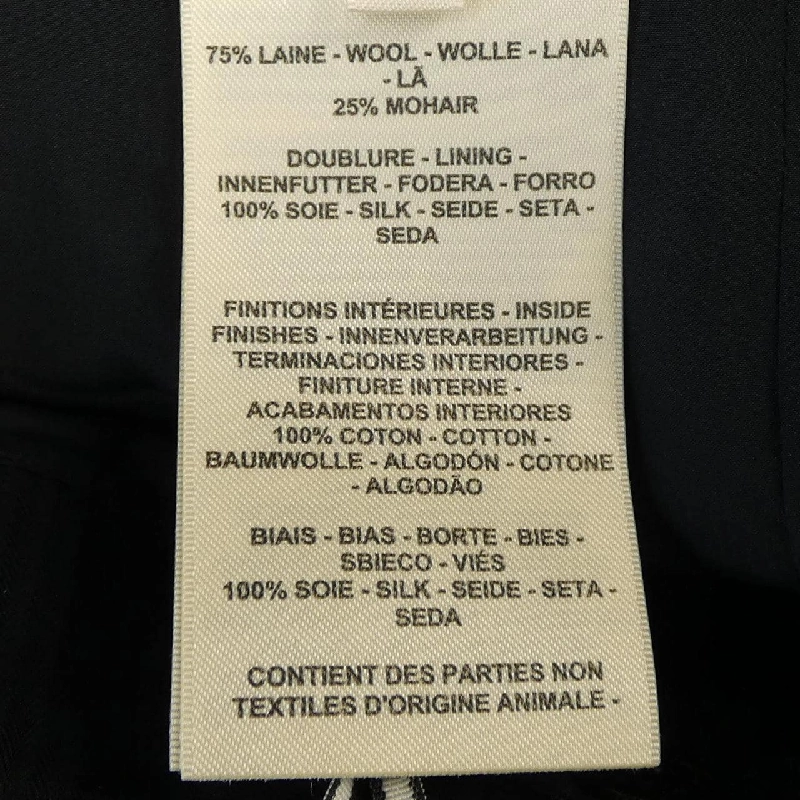 75% LAINE - WOOL - WOLLE - LANA
- LÃ
25% MOHAIR
DOUBLURE - LINING -
INNENFUTTER - FODERA - FORRO
100% SOIE - SILK - SEIDE - SETA -
SEDA
FINITIONS INTÉRIEURES - INSIDE
FINISHES - INNENVERARBEITUNG -
TERMINACIONES INTERIORES -
FINITURE INTERNE -
ACABAMENTOS INTERIORES
100% COTON - COTTON -
BAUMWOLLE - ALGODÓN - COTONE
- ALGODÃO
BIAIS - BIAS - BORTE - BIES -
SBIECO - VIÉS
100% SOIE - SILK - SEIDE - SETA -
SEDA
CONTIENT DES PARTIES NON
TEXTILES D'ORIGINE ANIMALE -